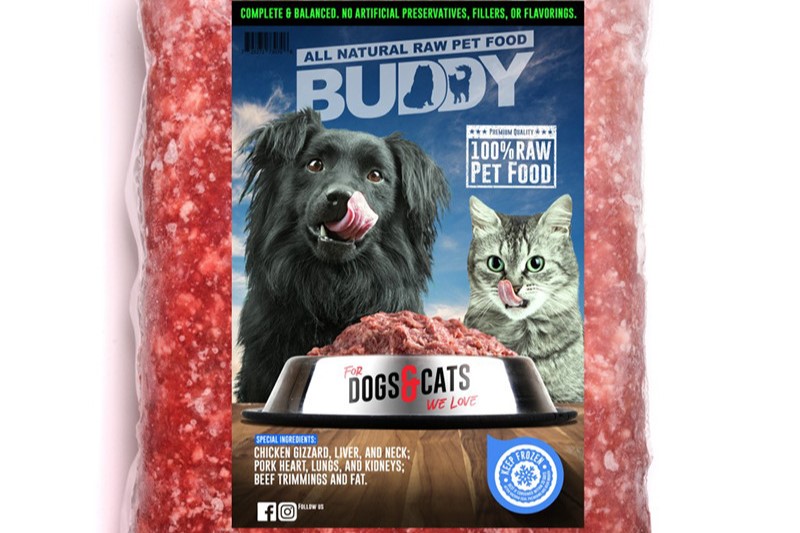 COMPLETE & BALANCED. NO ARTIFICIAL PRESERVATIVES, FILLERS, OR FLAVORINGS.
ALL NATURAL RAW PET FOOD
BUDDY
PREMIUM QUALITY
100% RAW
PET FOOD
FOR
DOGS & CATS
WE LOVE
SPECIAL INGREDIENTS:
CHICKEN GIZZARD, LIVER, AND NECK;
PORK HEART, LUNGS, AND KIDNEYS;
BEEF TRIMMINGS AND FAT.
KEEP FROZEN
FOLLOW US